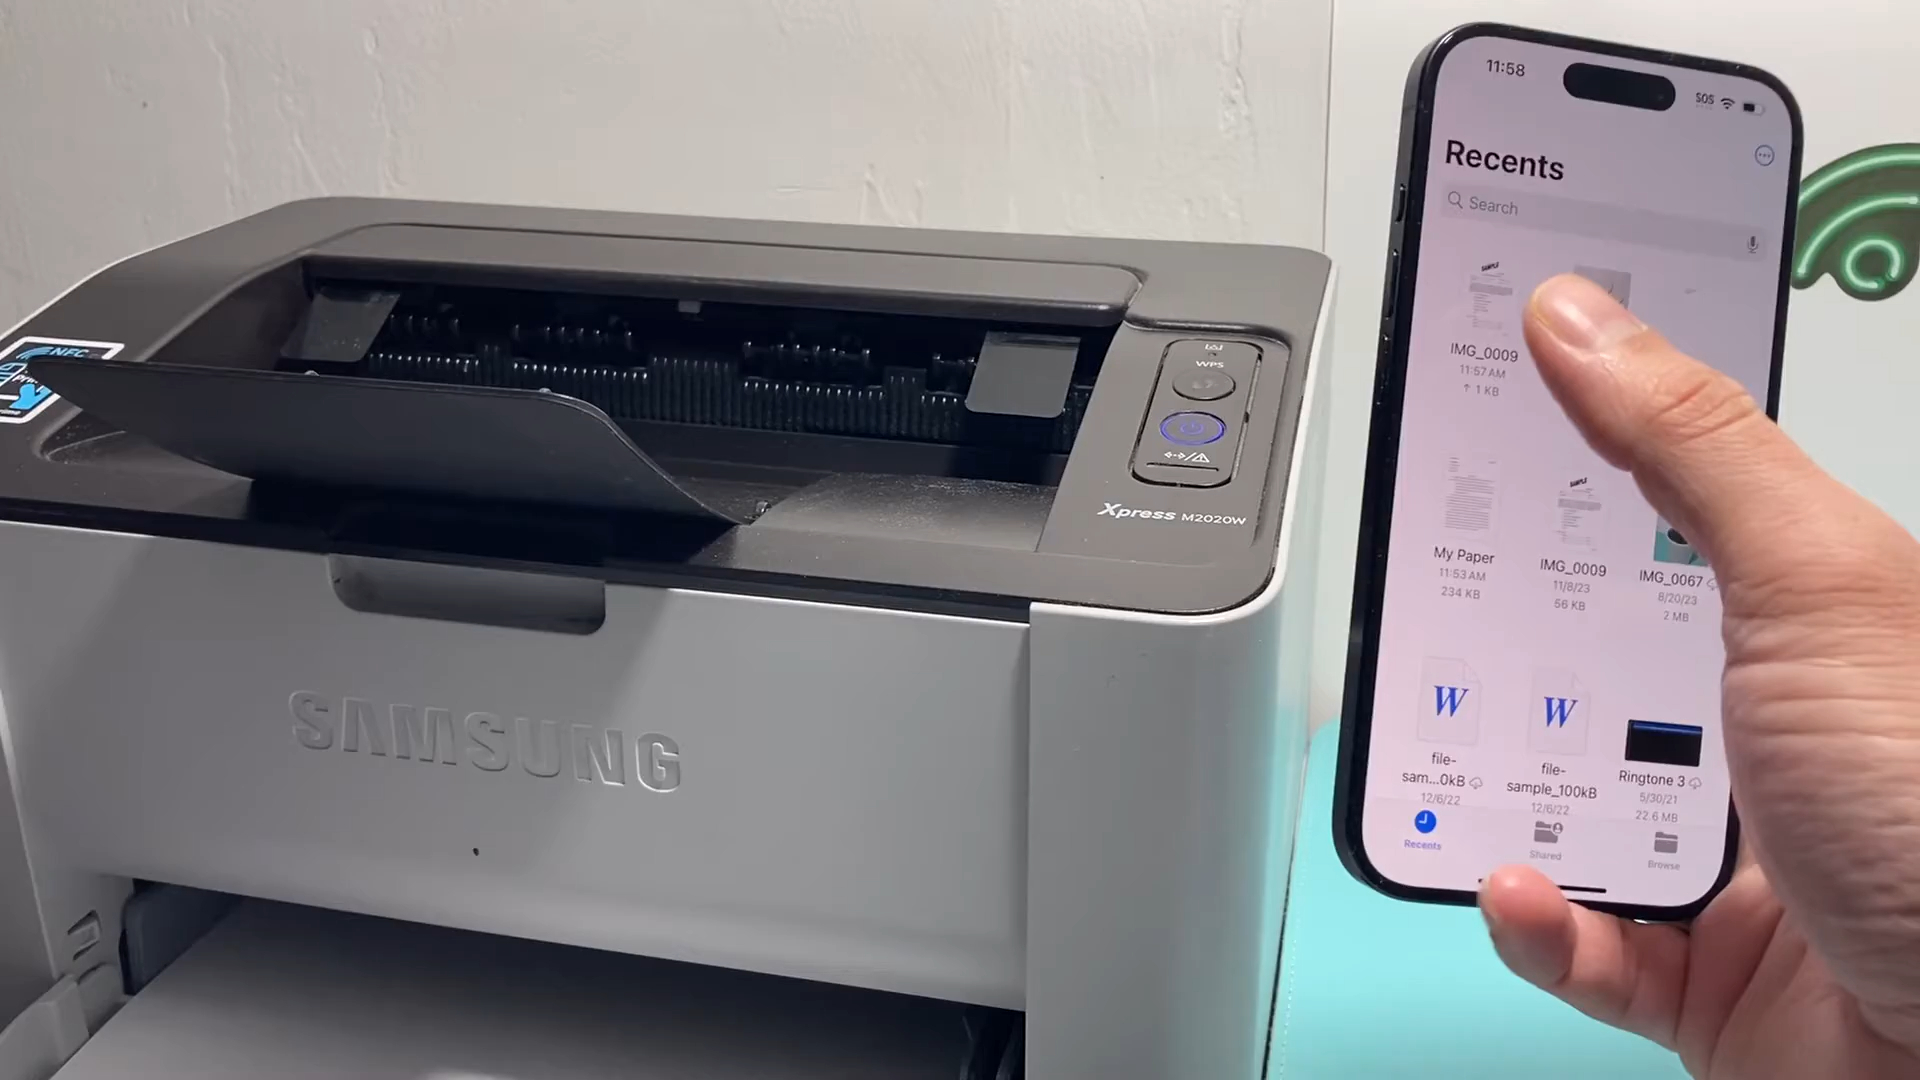 NFC
WPS
Xpress M2020W
SAMSUNG
11:58
SOS
Recents
Search
SAMPLE
IMG_0009
11:57 AM
↑ 1 KB
SAMPLE
My Paper
11:53 AM
234 KB
IMG_0009
11/8/23
56 KB
IMG_0067
8/20/23
2 MB
W
W
file-
sam...0kB
12/6/22
file-
sample_100kB
12/6/22
Ringtone 3
5/30/21
22.6 MB
Recents
Shared
Browse